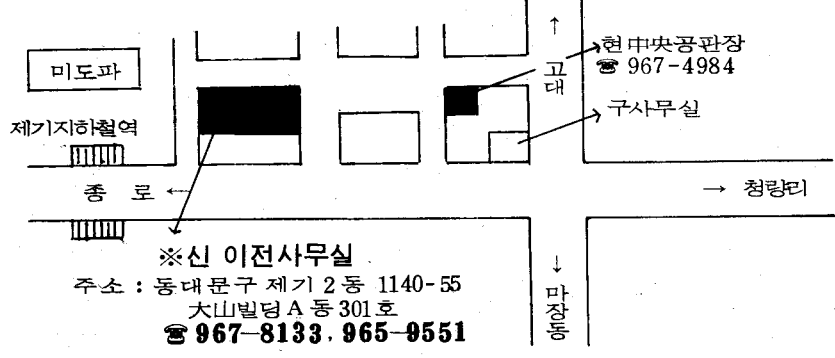 미도파
제기지하철역
↑
고대
현中央공판장
☎ 967-4984
구사무실
종 로 ←
→ 청량리
※신 이전사무실
주소 : 동대문구 제기 2 동 1140-55
大山빌딩 A 동 301 호
☎ 967-8133, 965-9551
↓
마장동